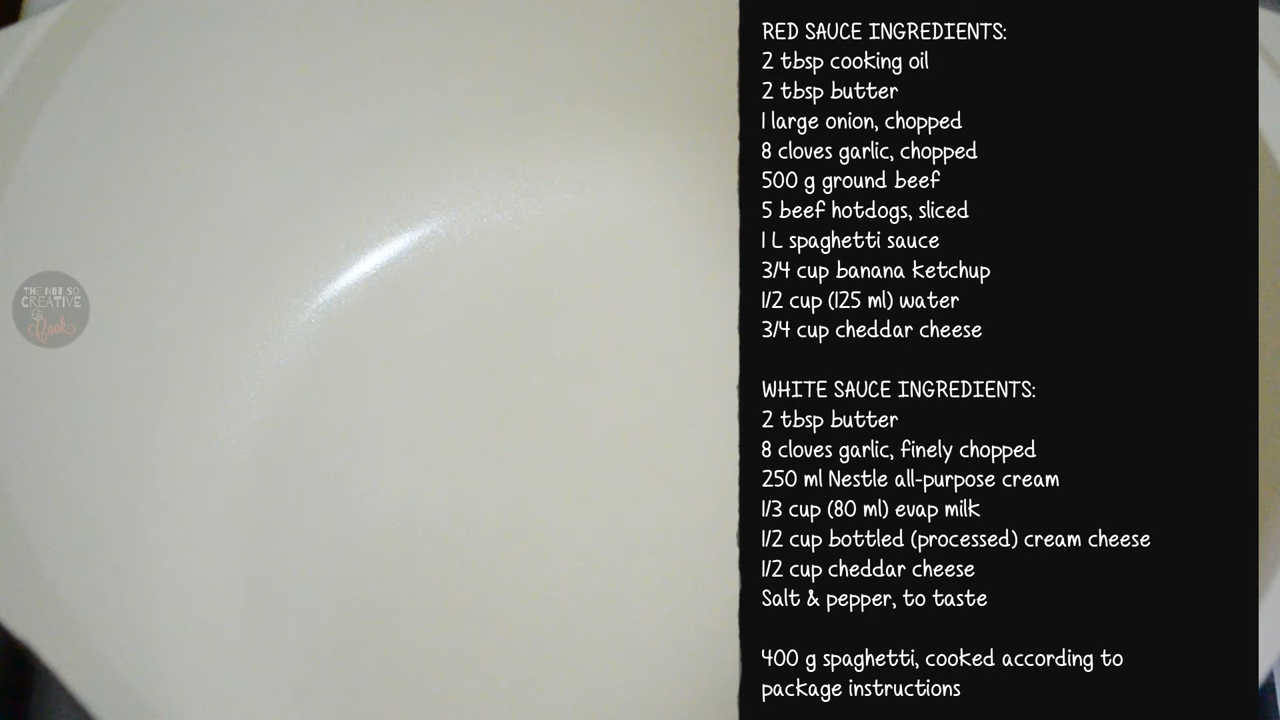 THE NOT SO
CREATIVE
Cook
RED SAUCE INGREDIENTS:
2 tbsp cooking oil
2 tbsp butter
1 large onion, chopped
8 cloves garlic, chopped
500 g ground beef
5 beef hotdogs, sliced
1 L spaghetti sauce
3/4 cup banana ketchup
1/2 cup (125 ml) water
3/4 cup cheddar cheese
WHITE SAUCE INGREDIENTS:
2 tbsp butter
8 cloves garlic, finely chopped
250 ml Nestle all-purpose cream
1/3 cup (80 ml) evap milk
1/2 cup bottled (processed) cream cheese
1/2 cup cheddar cheese
Salt & pepper, to taste
400 g spaghetti, cooked according to
package instructions